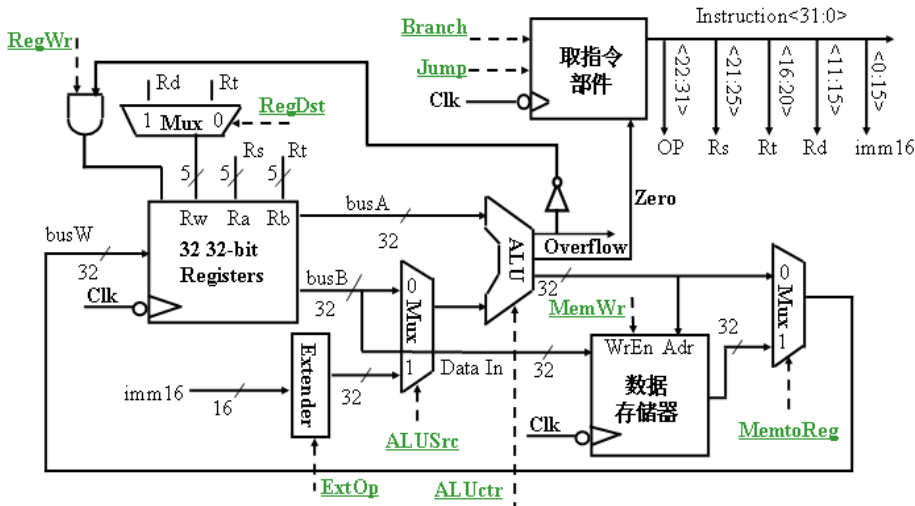 Instruction<31:0>
Branch
RegWr
取指令
部件
Jump
<22:31>
<21:25>
<16:20>
<11:15>
<0:15>
Rd
Rt
Clk
RegDst
1 Mux 0
OP
Rs
Rt
Rd
imm16
Rs
Rt
5
5
5
Zero
Rw
Ra
Rb
busA
32
busW
32
32 32-bit
Registers
ALU
Overflow
busB
32
0
Mux
1
32
MemWr
0
Mux
1
Clk
WrEn
Adr
32
Extender
Data In
32
数据
存储器
imm16
16
32
Clk
ALUSrc
MemtoReg
ExtOp
ALUctr